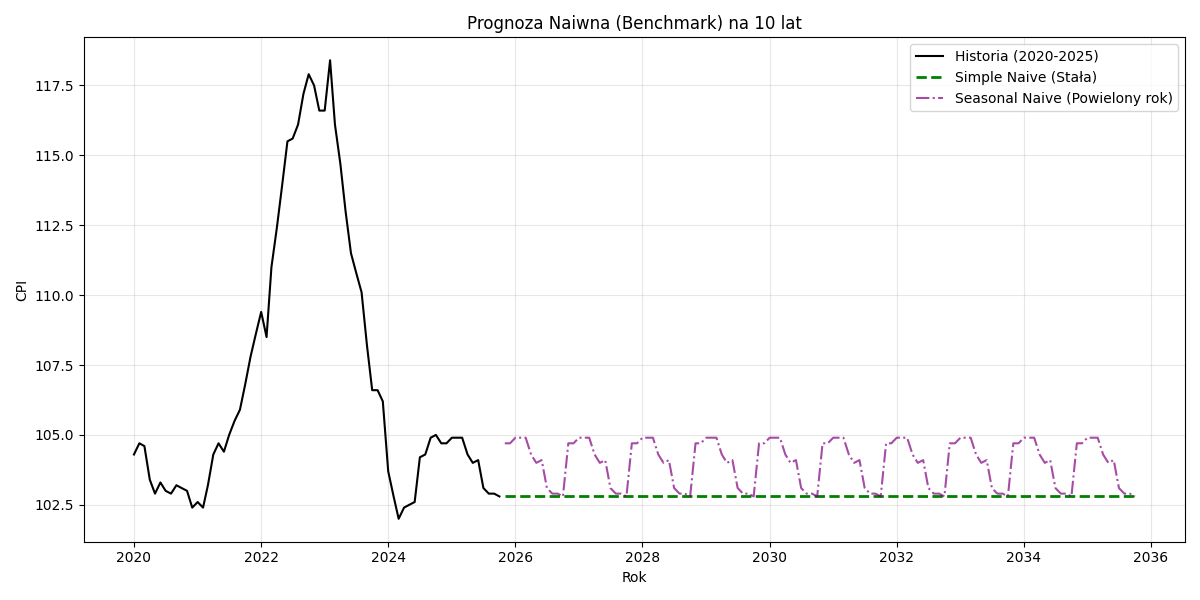 Prognoza Naiwna (Benchmark) na 10 lat
Historia (2020-2025)
Simple Naive (Stała)
Seasonal Naive (Powielony rok)
CPI
117.5
115.0
112.5
110.0
107.5
105.0
102.5
2020
2022
2024
2026
2028
2030
2032
2034
2036
Rok